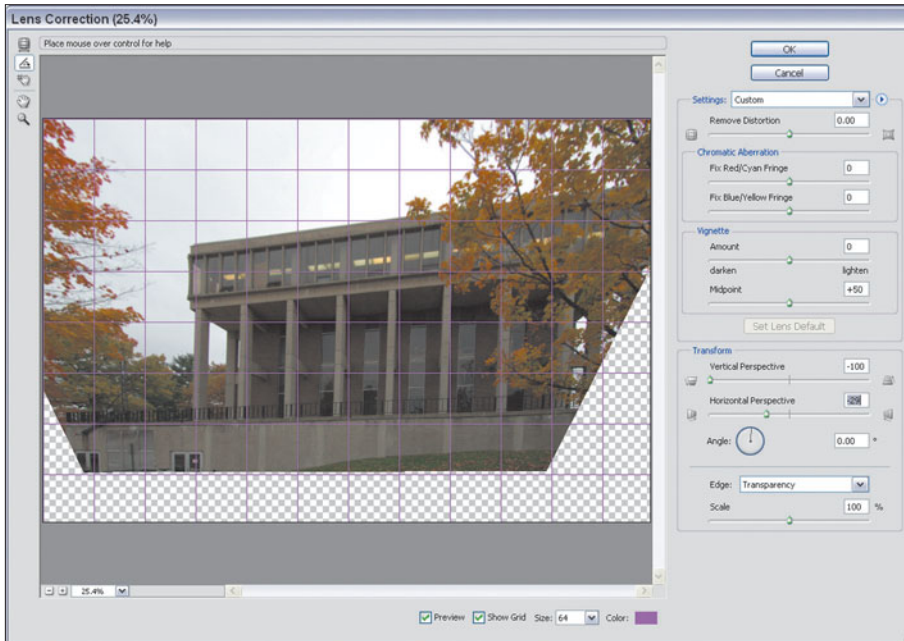 Lens Correction (25.4%)
Place mouse over control for help
OK
Cancel
Settings: Custom
Remove Distortion 0.00
Chromatic Aberration
Fix Red/Cyan Fringe 0
Fix Blue/Yellow Fringe 0
Vignette
Amount 0
darken lighten
Midpoint +50
Set Lens Default
Transform
Vertical Perspective -100
Horizontal Perspective -29
Angle: 0.00 °
Edge: Transparency
Scale 100 %
25.4%
Preview Show Grid Size: 64 Color: